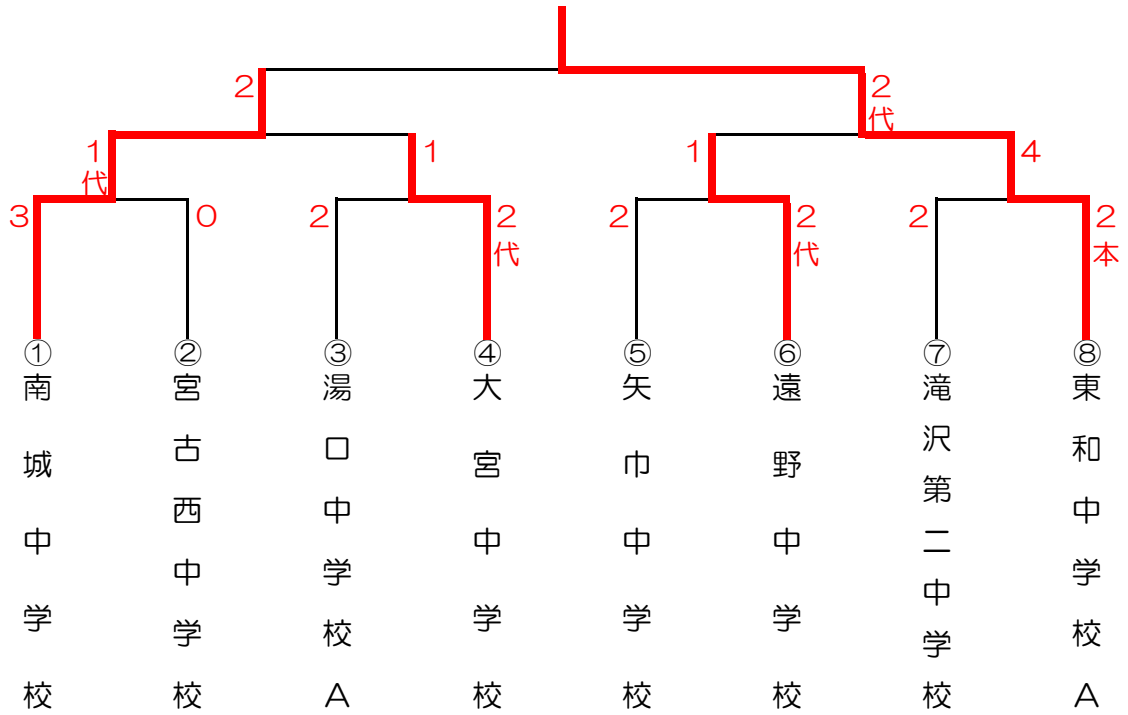 2
2
代
1
代
1
1
4
3
0
2
2
代
2
2
代
2
2
本
①南城中学校
②宮古西中学校
③湯口中学校A
④大宮中学校
⑤矢巾中学校
⑥遠野中学校
⑦滝沢第二中学校
⑧東和中学校A